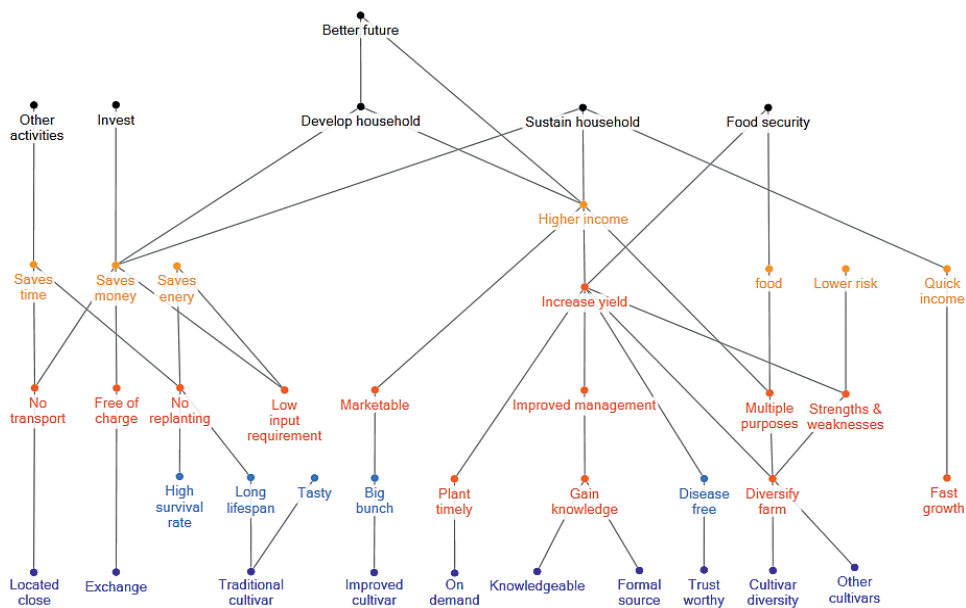 Better future
Other
activities
Invest
Develop household
Sustain household
Food security
Higher income
Saves
time
Saves
money
Saves
enery
Increase yield
food
Lower risk
Quick
income
No
transport
Free of
charge
No
replanting
Low
input
requirement
Marketable
Improved management
Multiple
purposes
Strengths &
weaknesses
High
survival
rate
Long
lifespan
Tasty
Big
bunch
Plant
timely
Gain
knowledge
Disease
free
Diversify
farm
Fast
growth
Located
close
Exchange
Traditional
cultivar
Improved
cultivar
On
demand
Knowledgeable
Formal
source
Trust
worthy
Cultivar
diversity
Other
cultivars